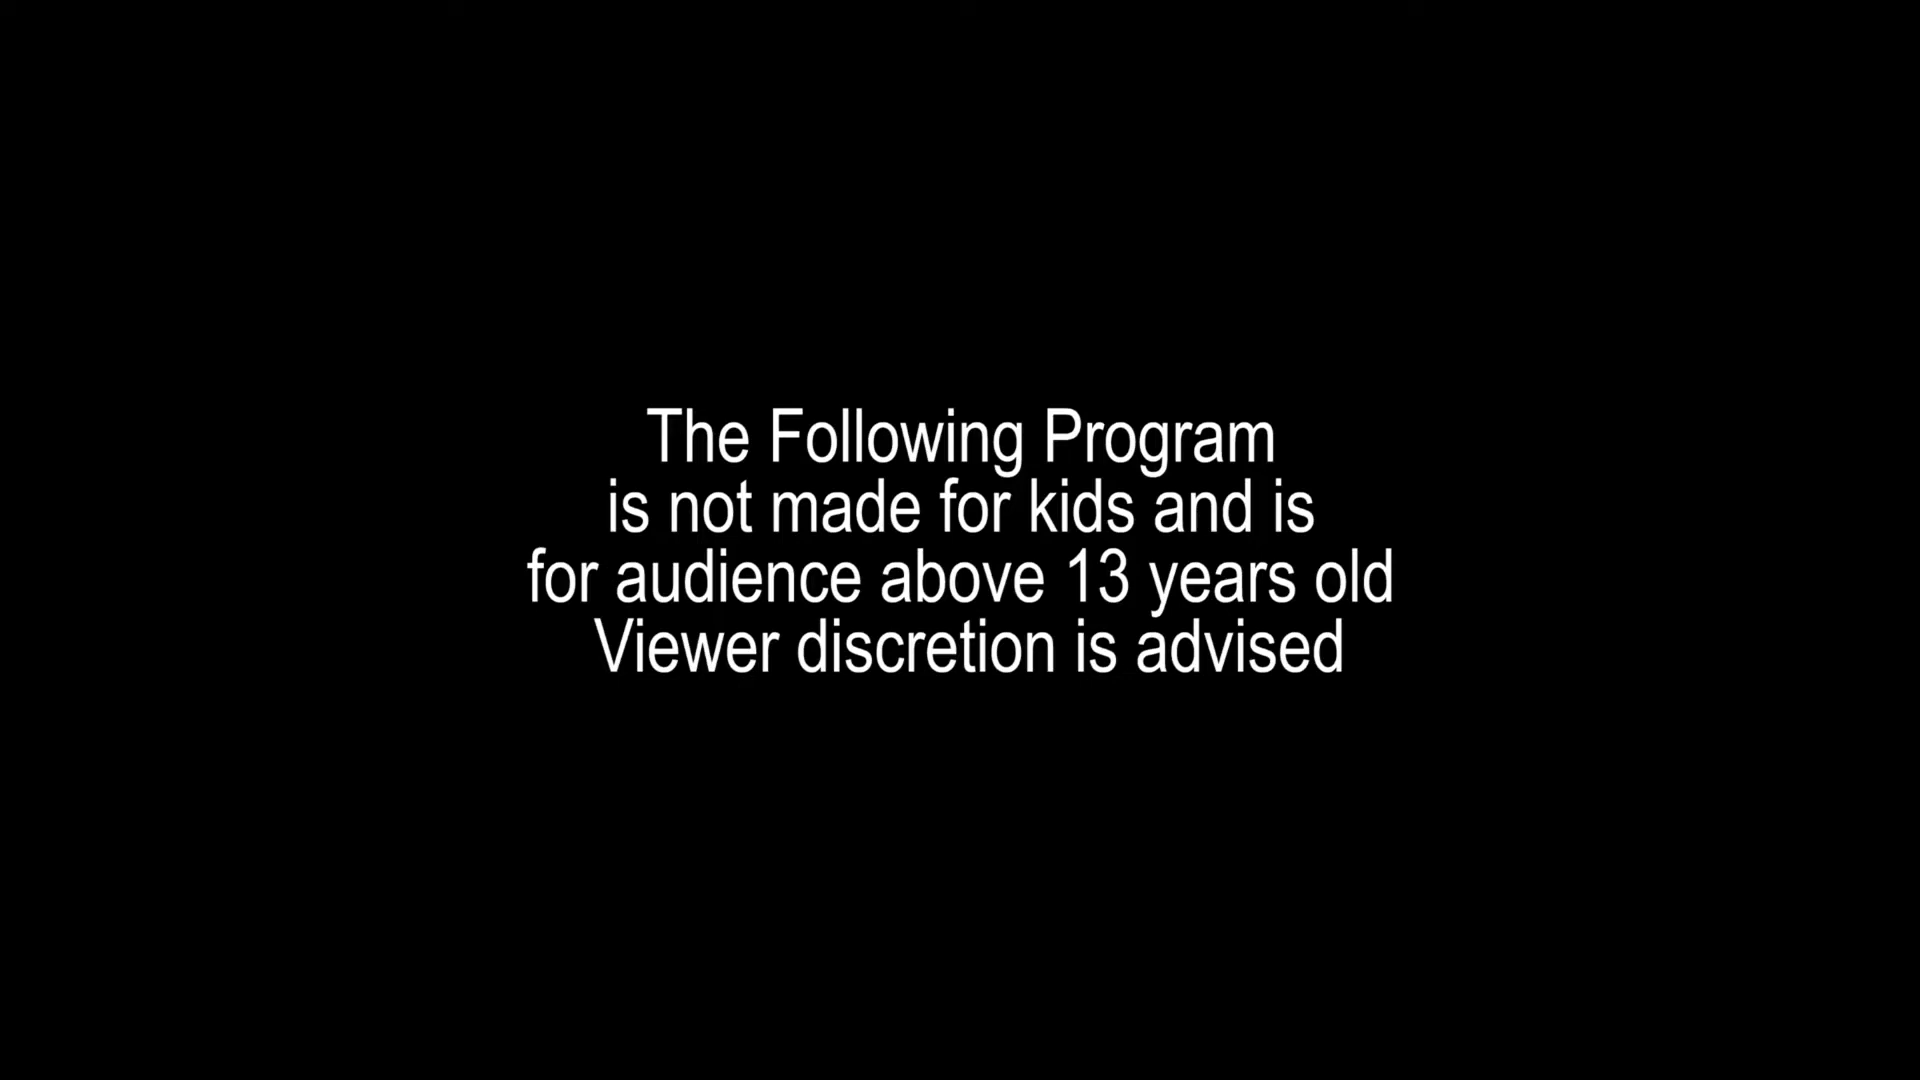 The Following Program
is not made for kids and is
for audience above 13 years old
Viewer discretion is advised